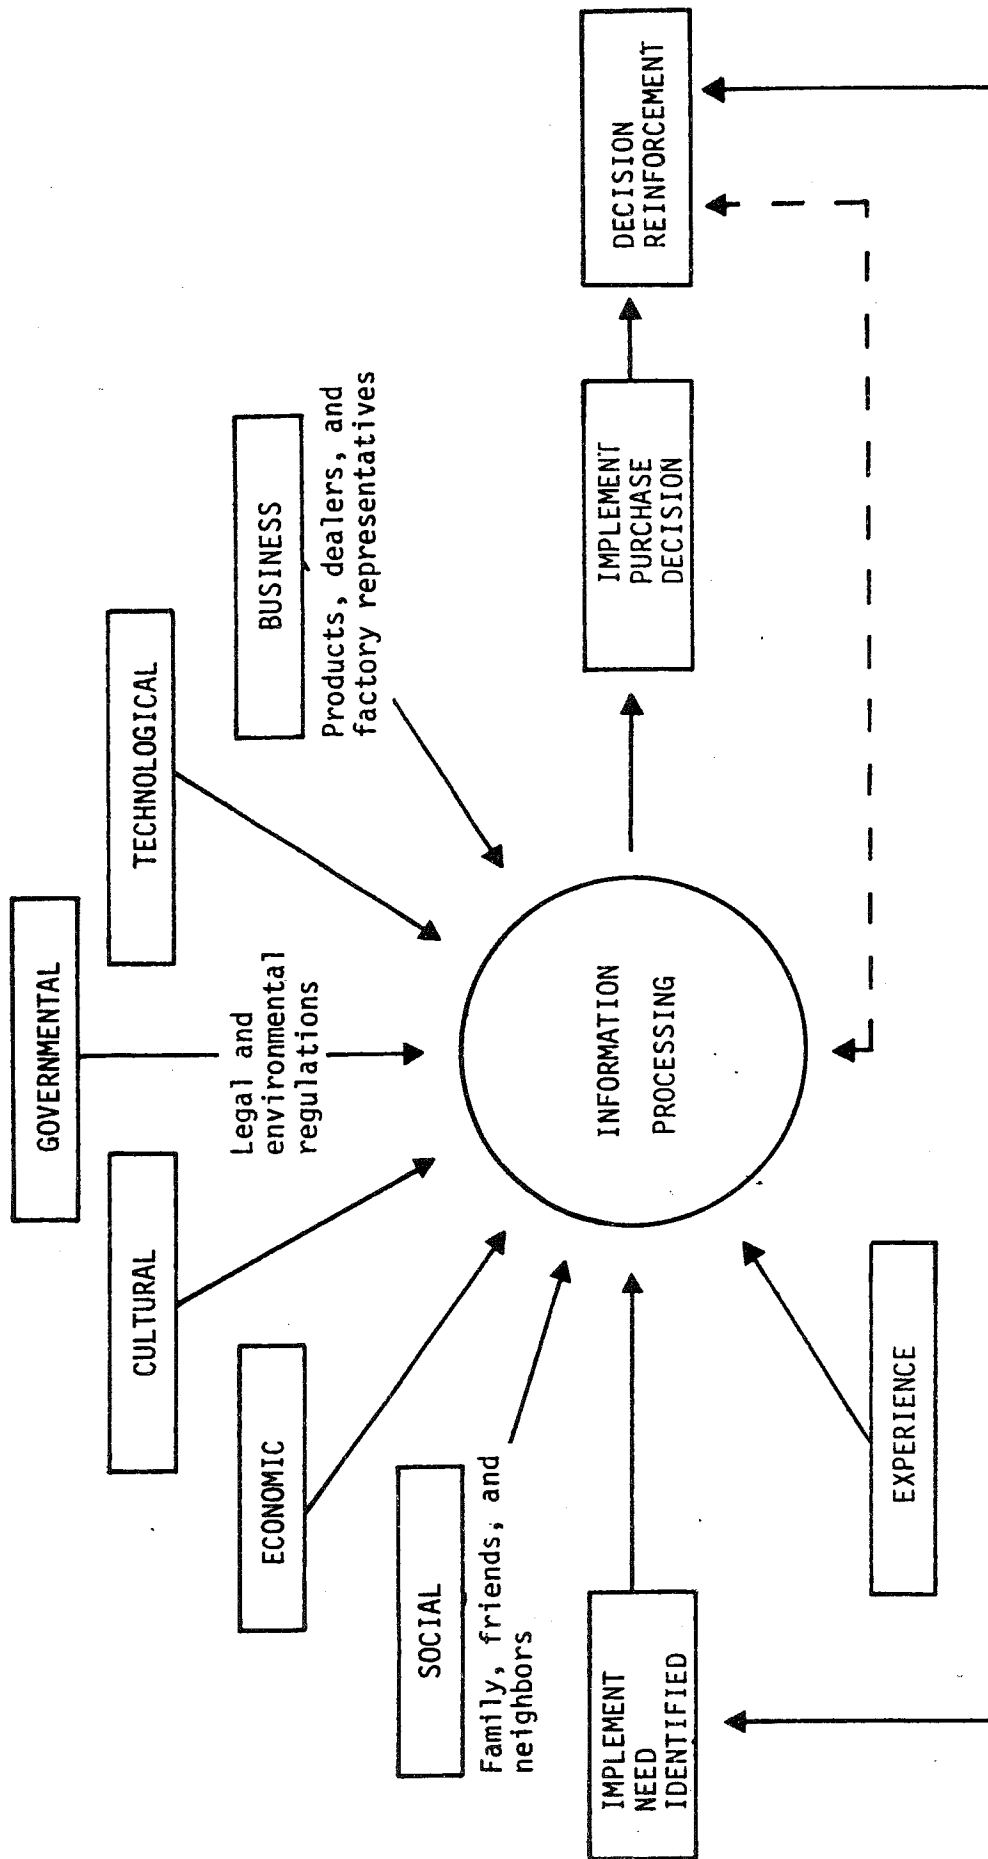 GOVERNMENTAL
Legal and
environmental
regulations
CULTURAL
TECHNOLOGICAL
ECONOMIC
BUSINESS
Products, dealers, and
factory representatives
SOCIAL
Family, friends, and
neighbors
IMPLEMENT
NEED
IDENTIFIED
INFORMATION
PROCESSING
IMPLEMENT
PURCHASE
DECISION
DECISION
REINFORCEMENT
EXPERIENCE